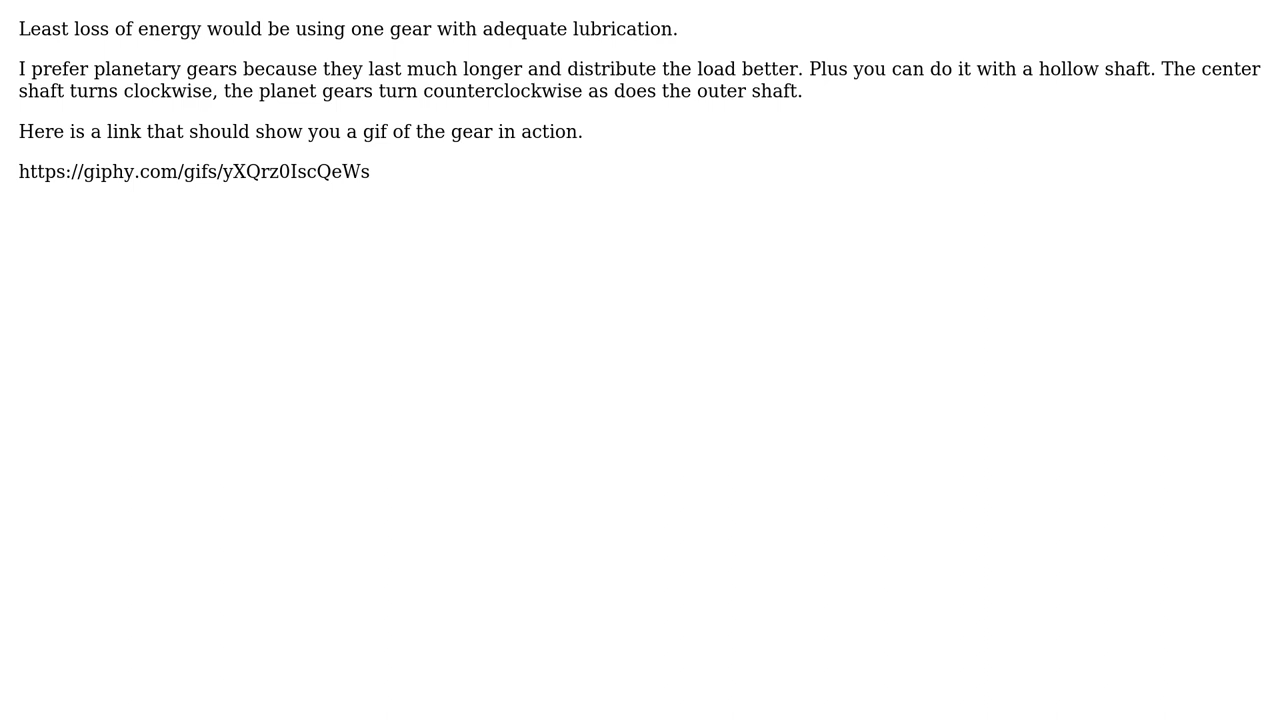 Least loss of energy would be using one gear with adequate lubrication.
I prefer planetary gears because they last much longer and distribute the load better. Plus you can do it with a hollow shaft. The center
shaft turns clockwise, the planet gears turn counterclockwise as does the outer shaft.
Here is a link that should show you a gif of the gear in action.
https://giphy.com/gifs/yXQrz0IscQeWs